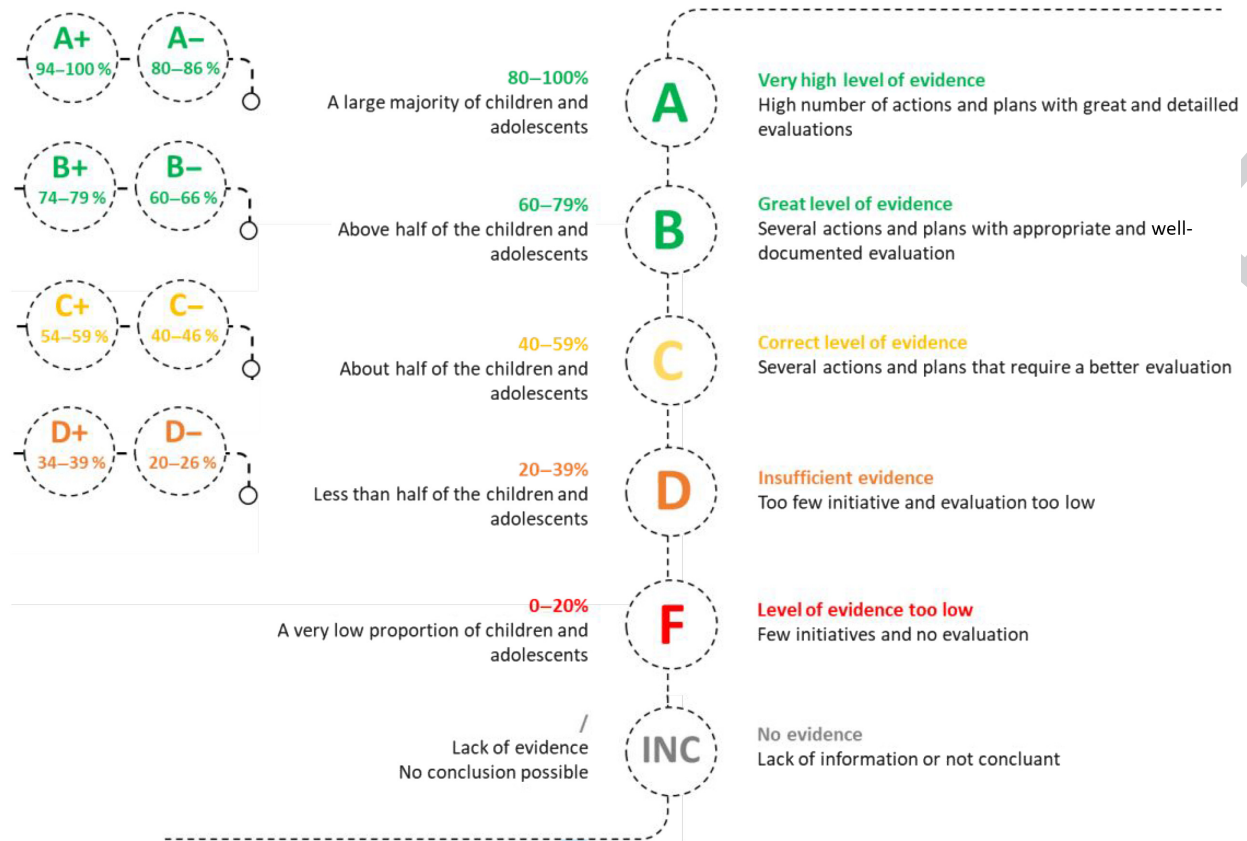 A+
94–100 %
A–
80–86 %
80–100%
A large majority of children and
adolescents
A
Very high level of evidence
High number of actions and plans with great and detailled
evaluations
B+
74–79 %
B–
60–66 %
60–79%
Above half of the children and
adolescents
B
Great level of evidence
Several actions and plans with appropriate and well-
documented evaluation
C+
54–59 %
C–
40–46 %
40–59%
About half of the children and
adolescents
C
Correct level of evidence
Several actions and plans that require a better evaluation
D+
34–39 %
D–
20–26 %
20–39%
Less than half of the children and
adolescents
D
Insufficient evidence
Too few initiative and evaluation too low
0–20%
A very low proportion of children and
adolescents
F
Level of evidence too low
Few initiatives and no evaluation
/
Lack of evidence
No conclusion possible
INC
No evidence
Lack of information or not concluant